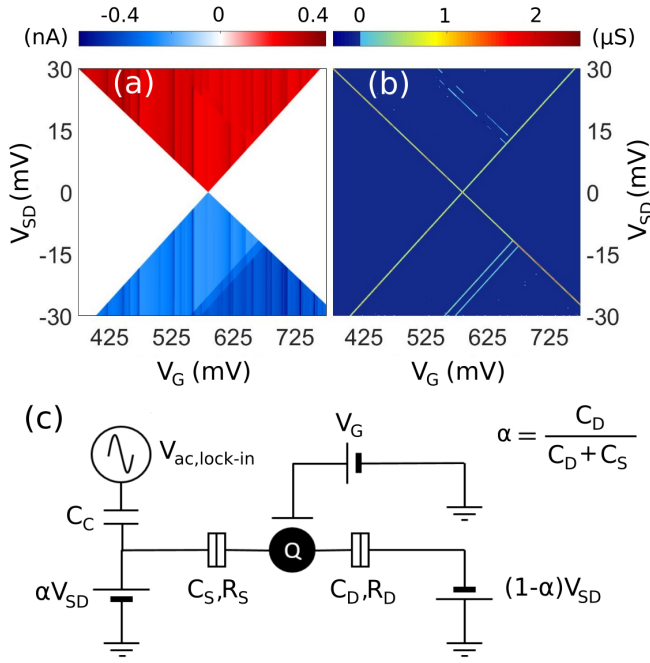 (nA) -0.4 0 0.4
0 1 2 (µS)
(a)
30
15
0
-15
-30
V_SD (mV)
425 525 625 725
V_G (mV)
(b)
30
15
0
-15
-30
V_SD (mV)
425 525 625 725
V_G (mV)
(c)
V_ac,lock-in
V_G
α = C_D / (C_D + C_S)
C_C
Q
αV_SD
C_S,R_S
C_D,R_D
(1-α)V_SD